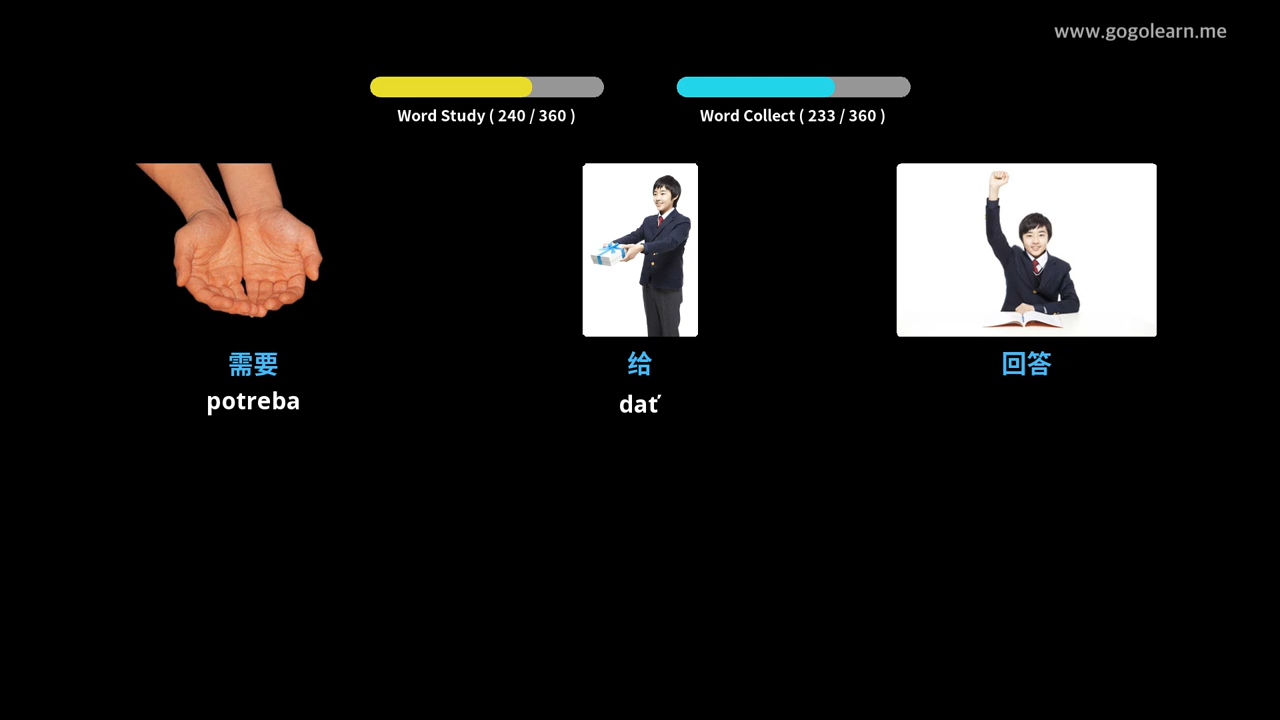 www.gogolearn.me
Word Study ( 240 / 360 )
Word Collect ( 233 / 360 )
需要
给
回答
potreba
dať